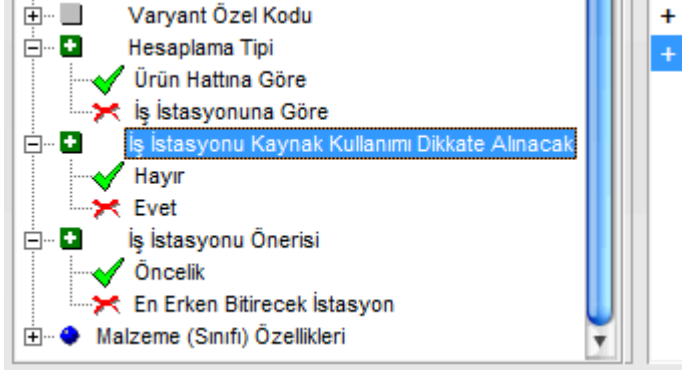 Varyant Özel Kodu
Hesaplama Tipi
Ürün Hattına Göre
İş İstasyonuna Göre
İş İstasyonu Kaynak Kullanımı Dikkate Alınacak
Hayır
Evet
İş İstasyonu Önerisi
Öncelik
En Erken Bitirecek İstasyon
Malzeme (Sınıfı) Özellikleri